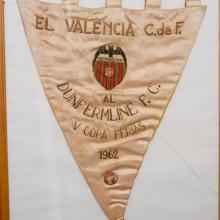 EL VALENCIA C. de F.
AL
DUNFERMLINE F. C.
V COPA FERIAS
1962